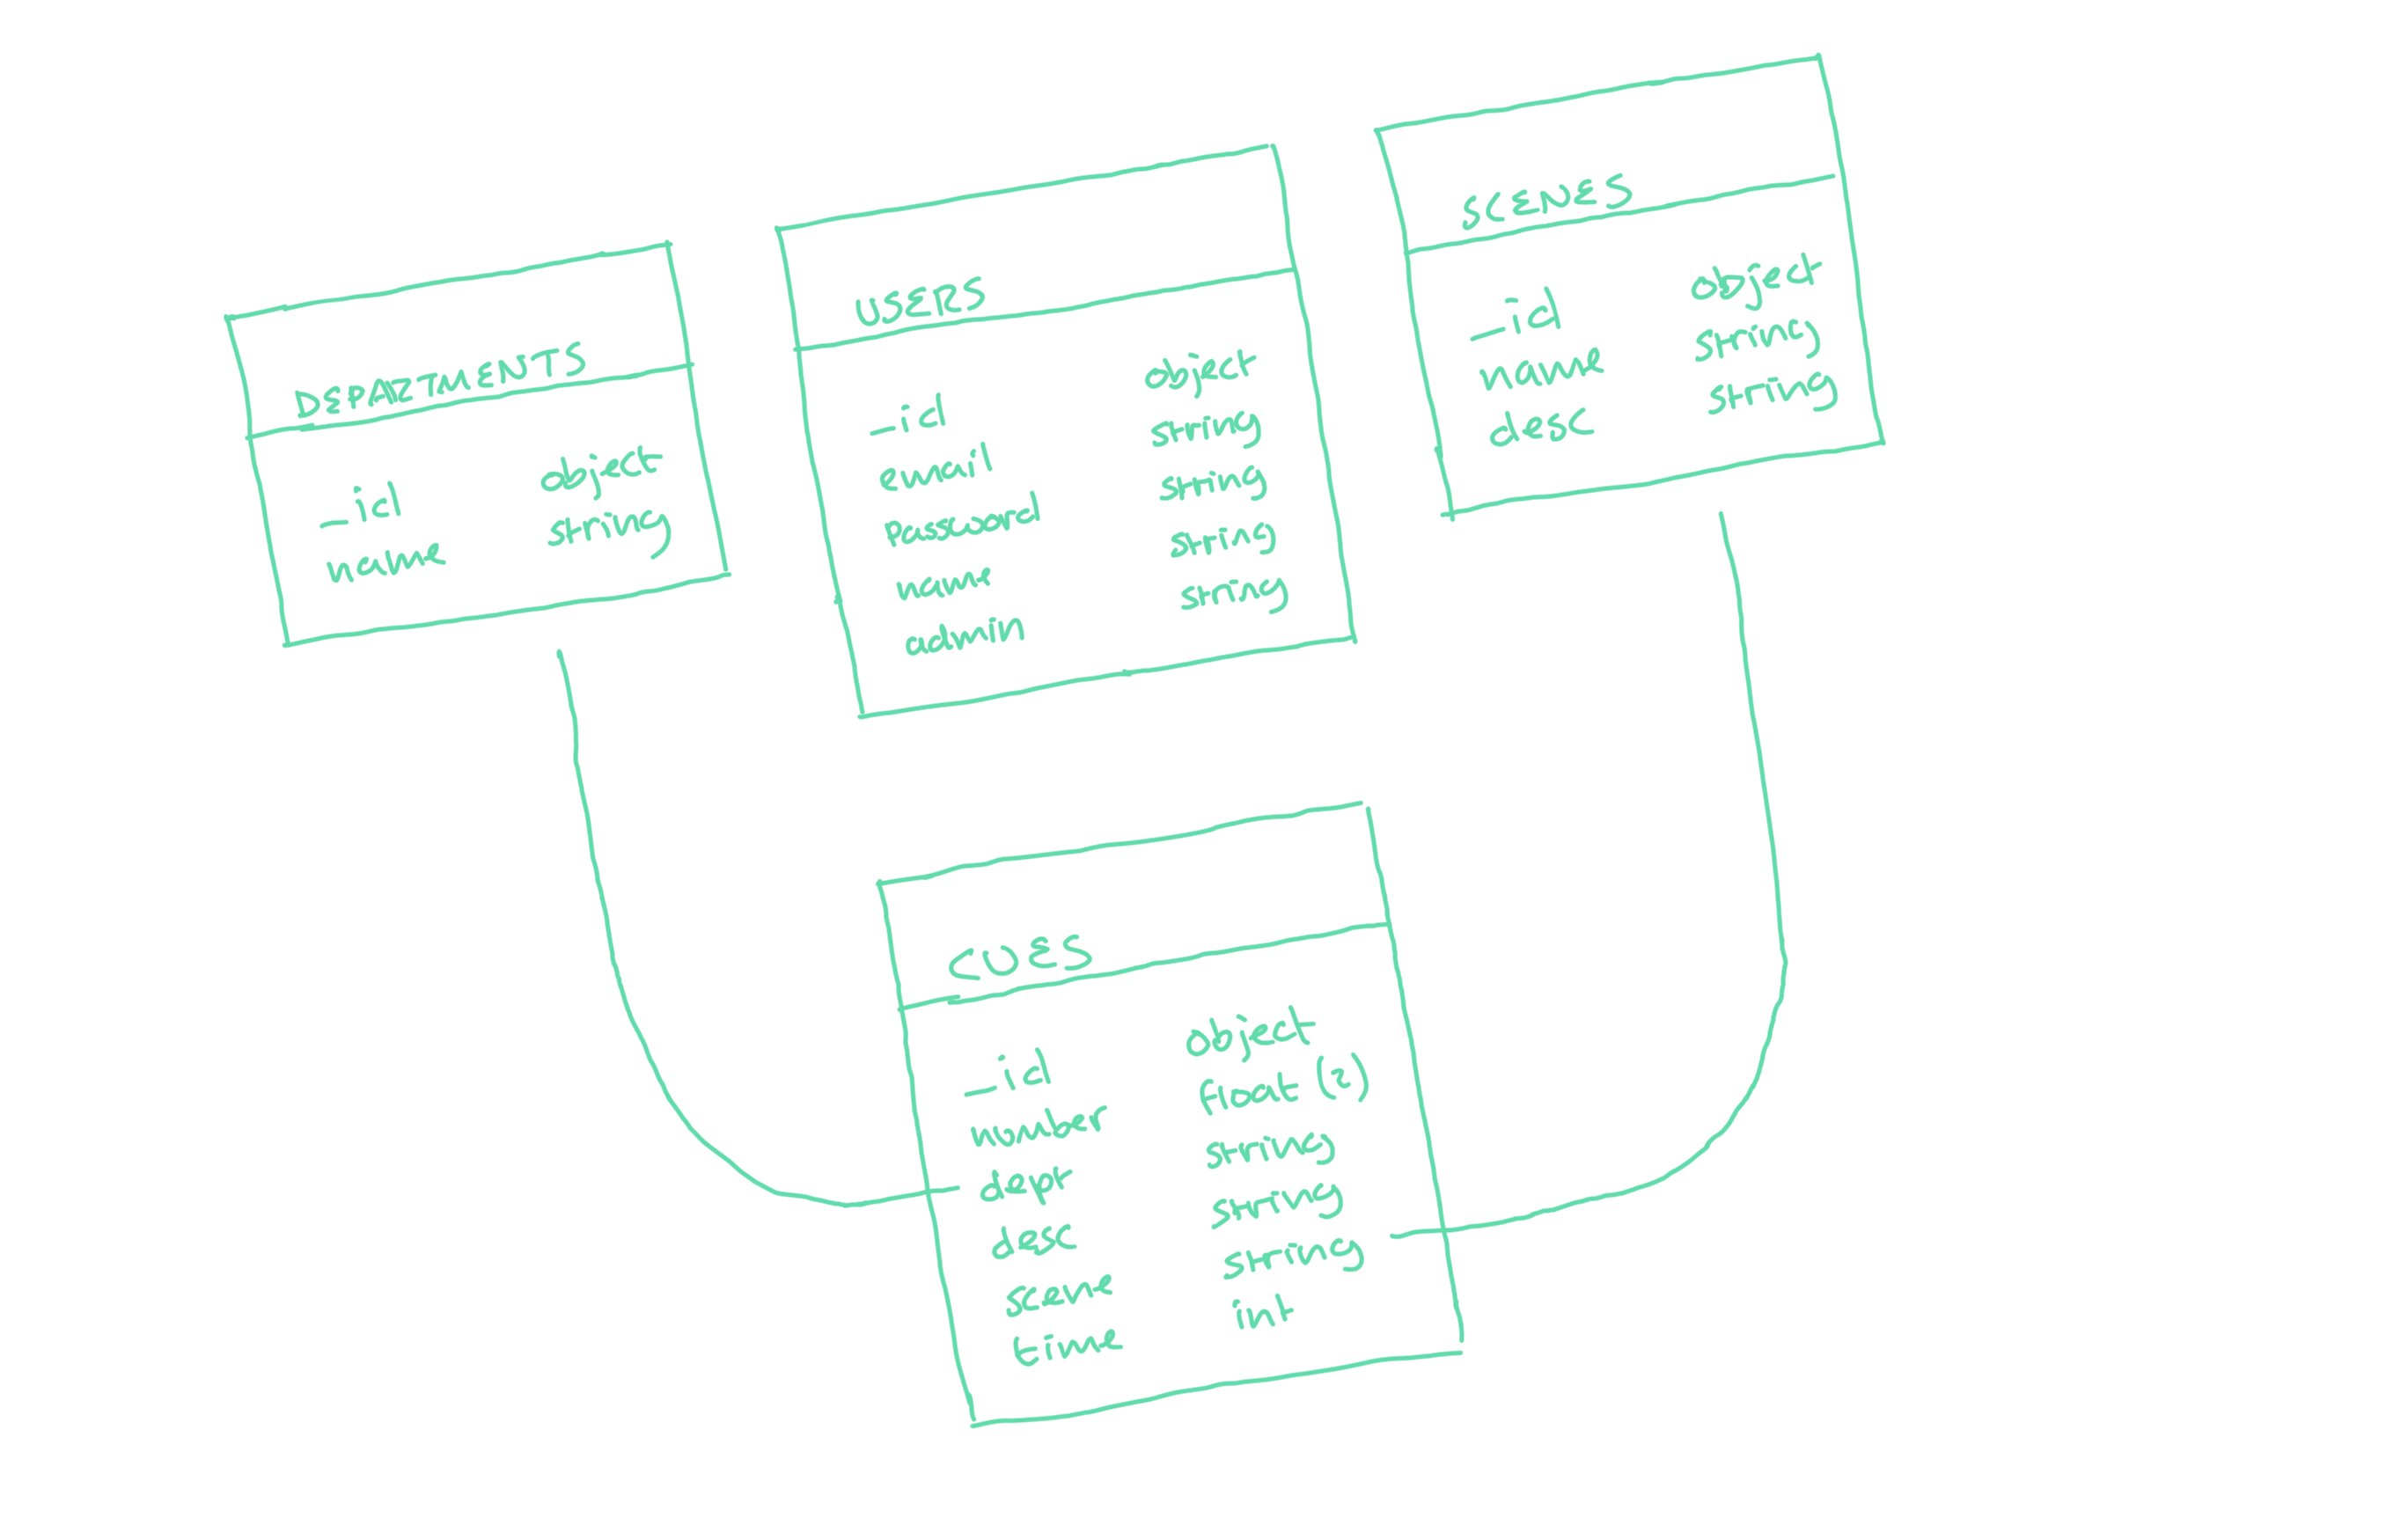 DEPARTMENTS
_id object
name string
USERS
_id object
email string
password string
name string
admin string
SCENES
_id object
name string
desc string
CUES
_id object
number float (2)
dept string
desc string
scene string
time int